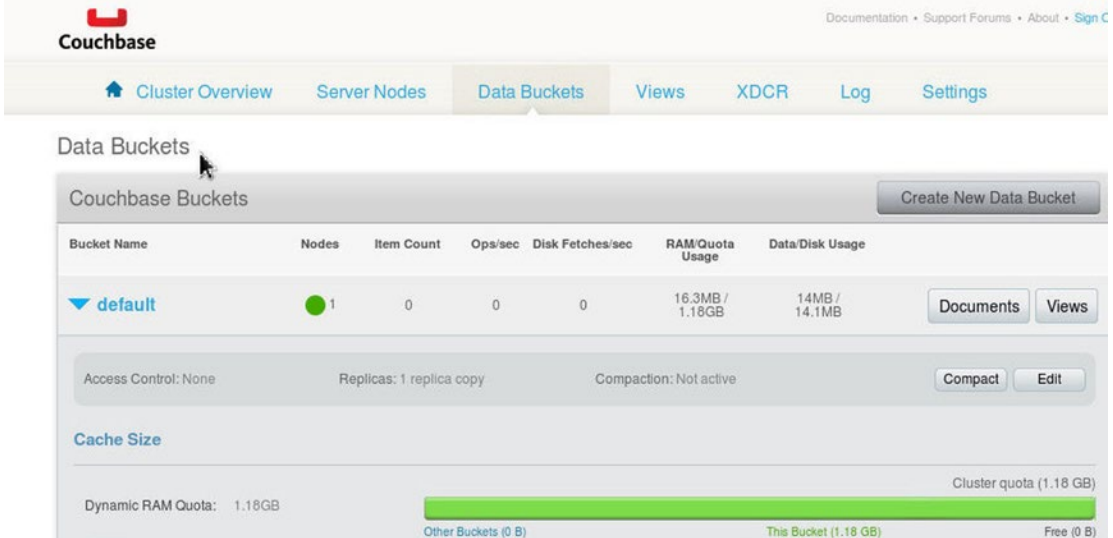 Documentation • Support Forums • About • Sign
Couchbase
Cluster Overview Server Nodes Data Buckets Views XDCR Log Settings
Data Buckets
Couchbase Buckets Create New Data Bucket
Bucket Name Nodes Item Count Ops/sec Disk Fetches/sec RAM/Quota Usage Data/Disk Usage
default 1 0 0 0 16.3MB / 1.18GB 14MB / 14.1MB Documents Views
Access Control: None Replicas: 1 replica copy Compaction: Not active Compact Edit
Cache Size
Cluster quota (1.18 GB)
Dynamic RAM Quota: 1.18GB
Other Buckets (0 B) This Bucket (1.18 GB) Free (0 B)